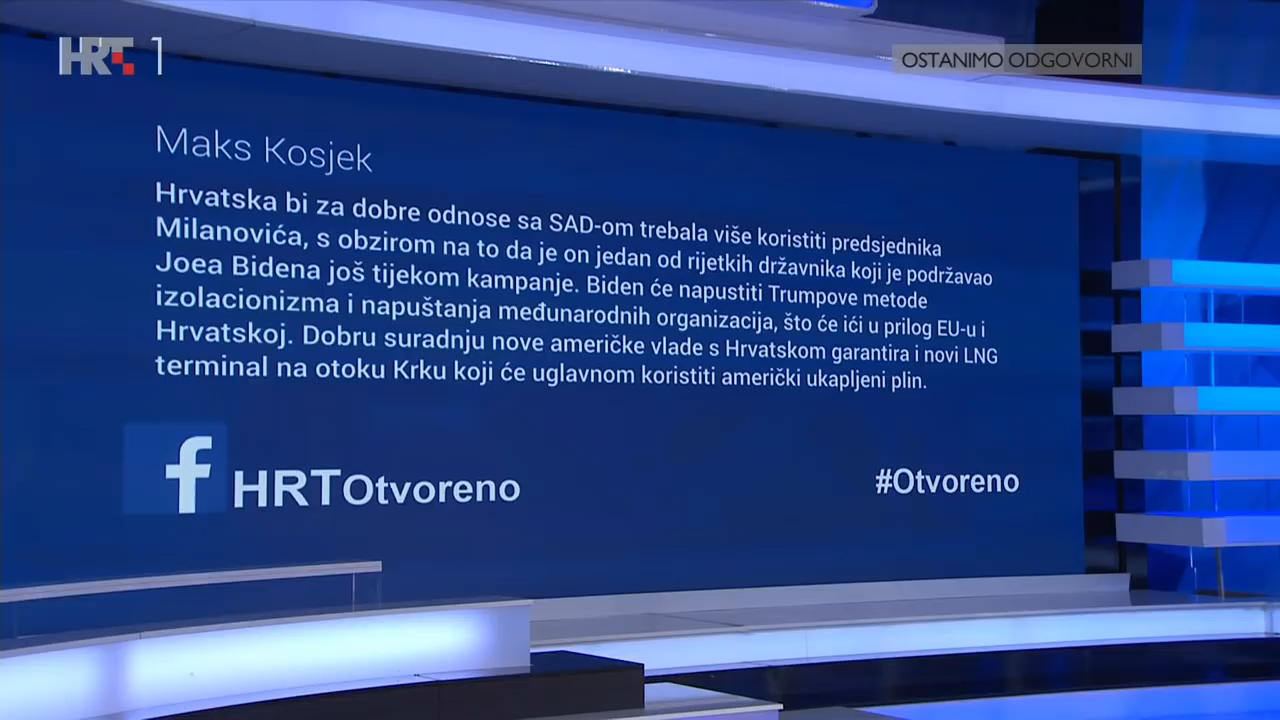 HRT 1
OSTANIMO ODGOVORNI
Maks Kosjek
Hrvatska bi za dobre odnose sa SAD-om trebala više koristiti predsjednika
Milanovića, s obzirom na to da je on jedan od rijetkih državnika koji je podržavao
Joea Bidena još tijekom kampanje. Biden će napustiti Trumpove metode
izolacionizma i napuštanja međunarodnih organizacija, što će ići u prilog EU-u i
Hrvatskoj. Dobru suradnju nove američke vlade s Hrvatskom garantira i novi LNG
terminal na otoku Krku koji će uglavnom koristiti američki ukapljeni plin.
f HRTOtvoreno
#Otvoreno